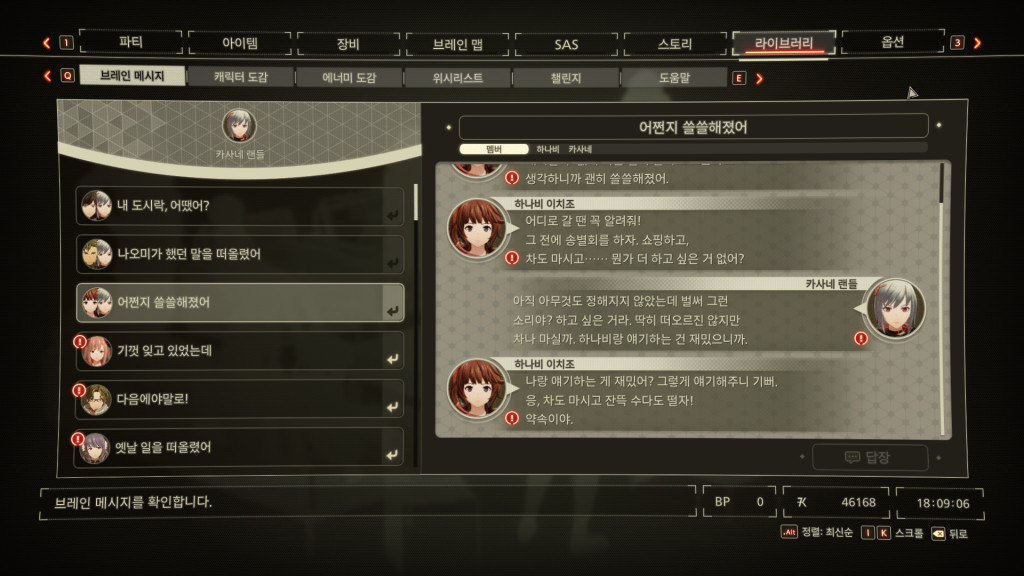 1 파티 아이템 장비 브레인 맵 SAS 스토리 라이브러리 옵션 3
Q 브레인 메시지 캐릭터 도감 에너미 도감 위시리스트 챌린지 도움말 E
카사네 랜들
내 도시락, 어땠어?
나오미가 했던 말을 떠올렸어
어쩐지 쓸쓸해졌어
기껏 잊고 있었는데
다음에야말로!
옛날 일을 떠올렸어
어쩐지 쓸쓸해졌어
멤버 하나비 카사네
생각하니까 괜히 쓸쓸해졌어.
하나비 이치조
어디로 갈 땐 꼭 알려줘!
그 전에 송별회를 하자. 쇼핑하고,
차도 마시고…… 뭔가 더 하고 싶은 거 없어?
카사네 랜들
아직 아무것도 정해지지 않았는데 벌써 그런
소리야? 하고 싶은 거라. 딱히 떠오르진 않지만
차나 마실까. 하나비랑 얘기하는 건 재밌으니까.
하나비 이치조
나랑 얘기하는 게 재밌어? 그렇게 얘기해주니 기뻐.
응, 차도 마시고 잔뜩 수다도 떨자!
약속이야.
답장
브레인 메시지를 확인합니다.
BP 0
46168
18:09:06
Alt 정렬: 최신순 I K 스크롤 뒤로